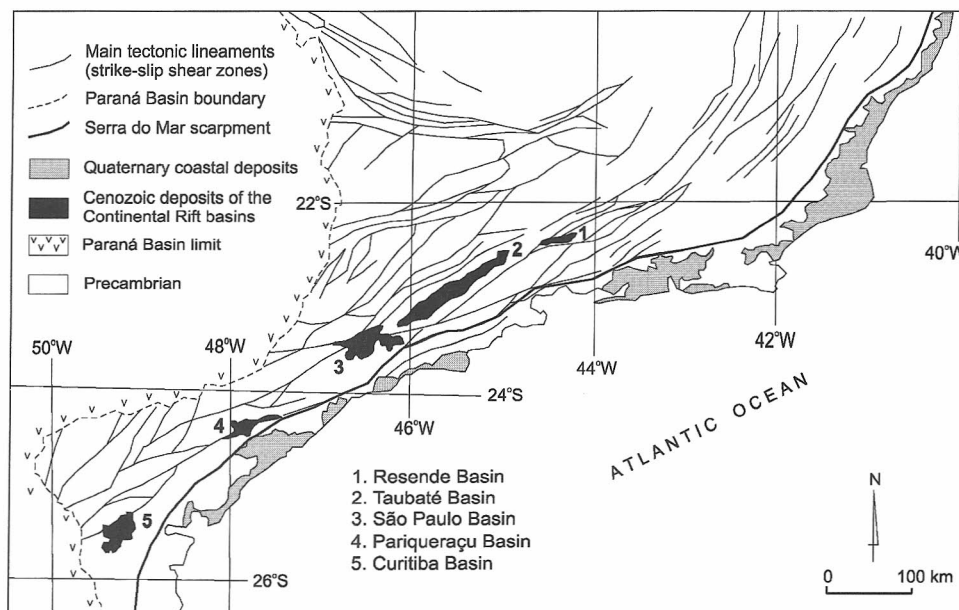 Main tectonic lineaments
(strike-slip shear zones)
Paraná Basin boundary
Serra do Mar scarpment
Quaternary coastal deposits
Cenozoic deposits of the
Continental Rift basins
Paraná Basin limit
Precambrian
22°S
1
2
40°W
50°W
48°W
3
44°W
42°W
24°S
4
46°W
ATLANTIC OCEAN
5
1. Resende Basin
2. Taubaté Basin
3. São Paulo Basin
4. Pariqueraçu Basin
5. Curitiba Basin
N
26°S
0 100 km